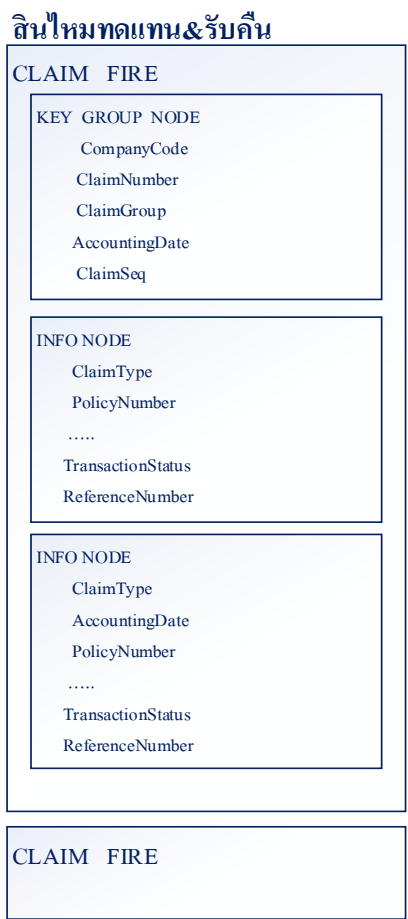 สินไหมทดแทน&รับคืน
CLAIM FIRE
KEY GROUP NODE
CompanyCode
ClaimNumber
ClaimGroup
AccountingDate
ClaimSeq
INFO NODE
ClaimType
PolicyNumber
…..
TransactionStatus
ReferenceNumber
INFO NODE
ClaimType
AccountingDate
PolicyNumber
…..
TransactionStatus
ReferenceNumber
CLAIM FIRE